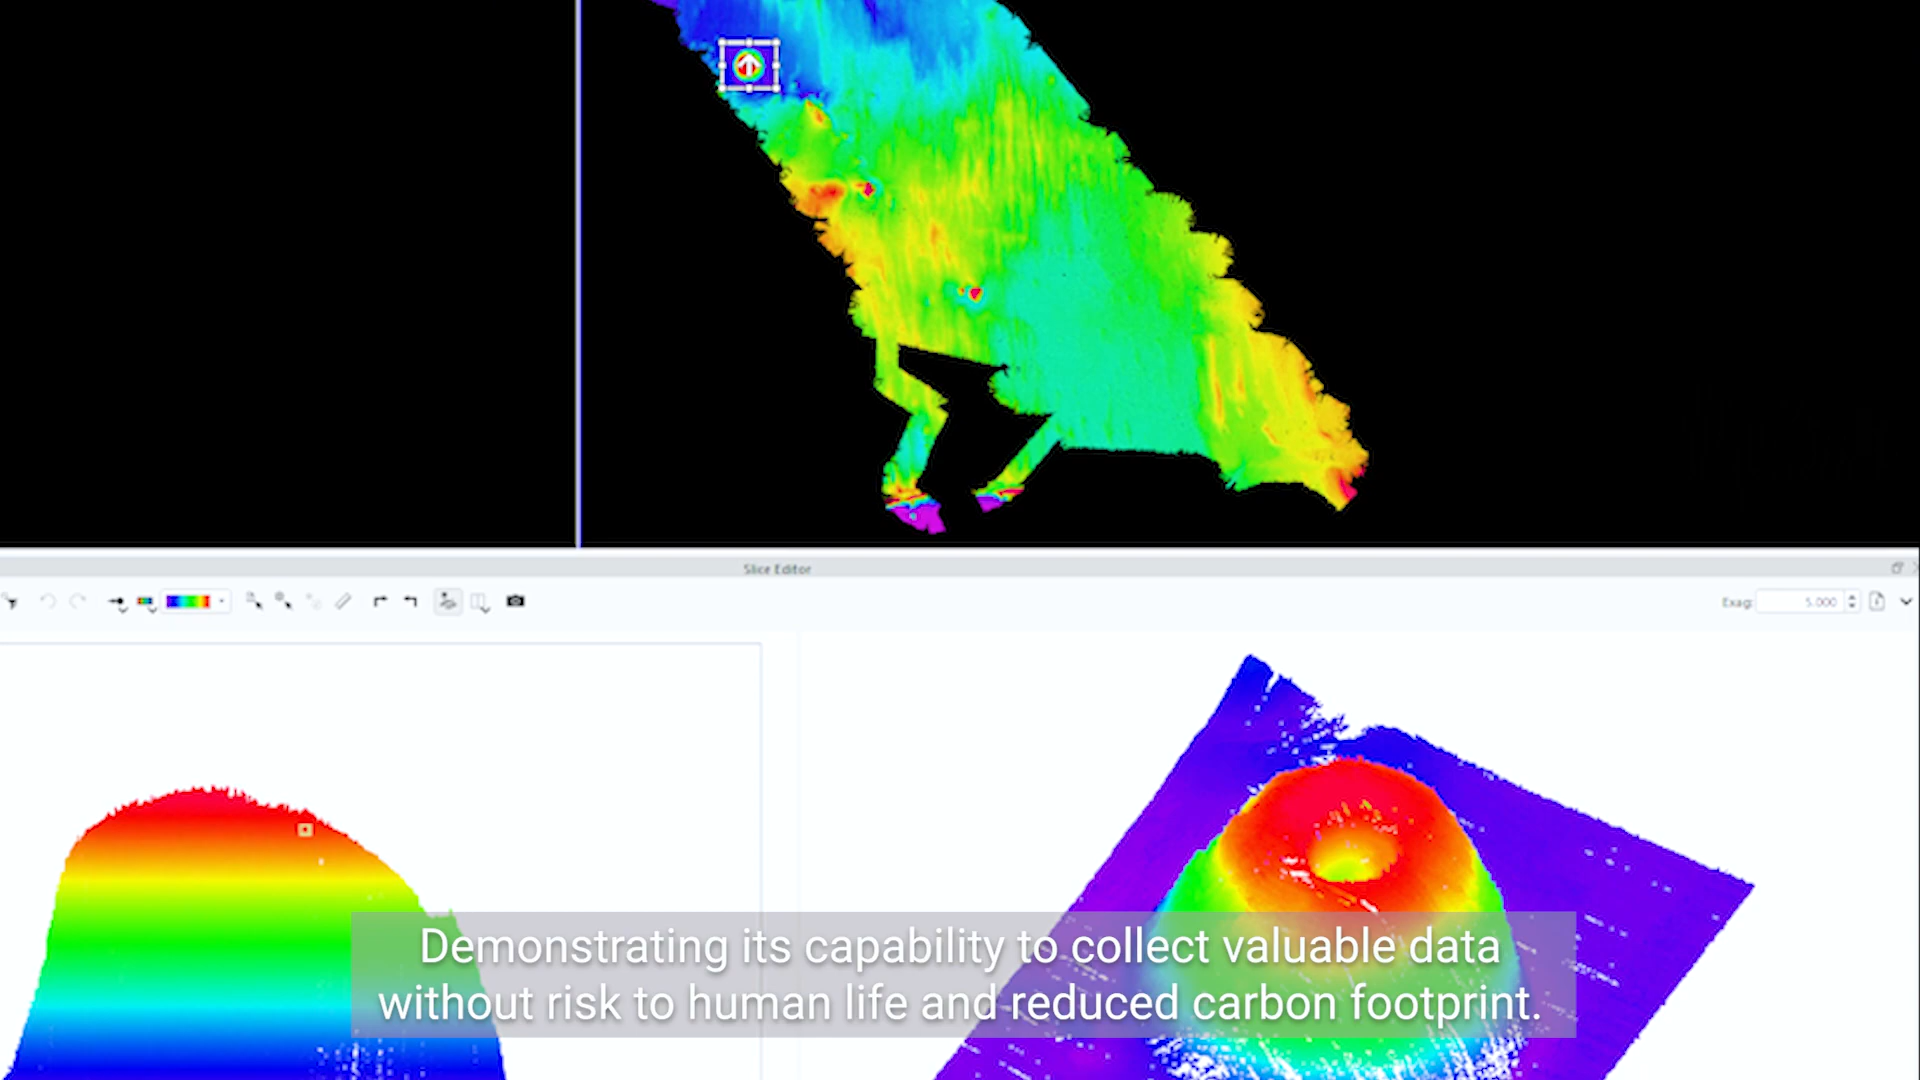 Slice Editor
Exag: 5.000
Demonstrating its capability to collect valuable data
without risk to human life and reduced carbon footprint.